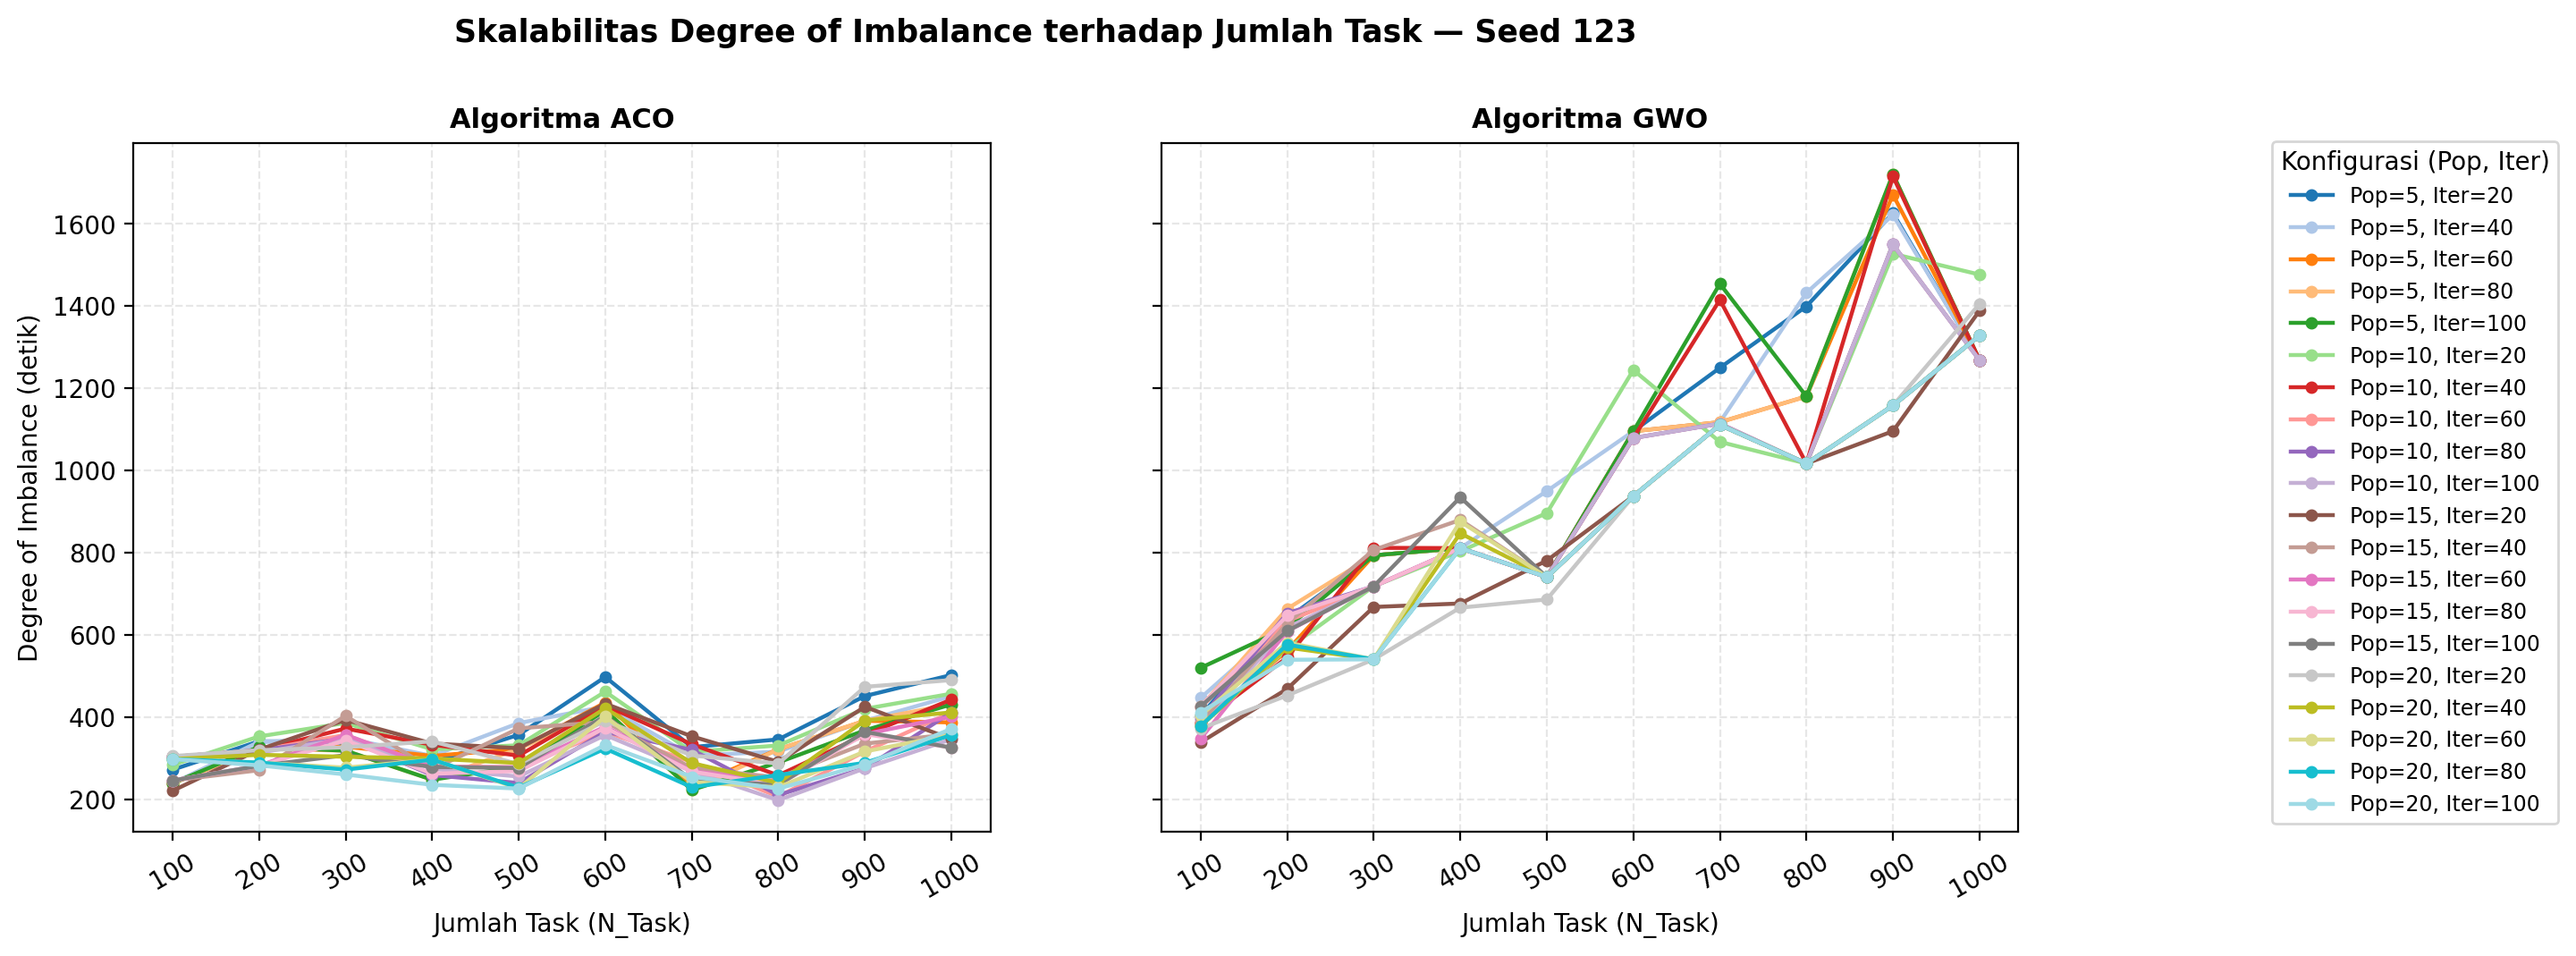 Skalabilitas Degree of Imbalance terhadap Jumlah Task — Seed 123
Algoritma ACO
Degree of Imbalance (detik)
1600
1400
1200
1000
800
600
400
200
100 200 300 400 500 600 700 800 900 1000
Jumlah Task (N_Task)
Algoritma GWO
100 200 300 400 500 600 700 800 900 1000
Jumlah Task (N_Task)
Konfigurasi (Pop, Iter)
Pop=5, Iter=20
Pop=5, Iter=40
Pop=5, Iter=60
Pop=5, Iter=80
Pop=5, Iter=100
Pop=10, Iter=20
Pop=10, Iter=40
Pop=10, Iter=60
Pop=10, Iter=80
Pop=10, Iter=100
Pop=15, Iter=20
Pop=15, Iter=40
Pop=15, Iter=60
Pop=15, Iter=80
Pop=15, Iter=100
Pop=20, Iter=20
Pop=20, Iter=40
Pop=20, Iter=60
Pop=20, Iter=80
Pop=20, Iter=100